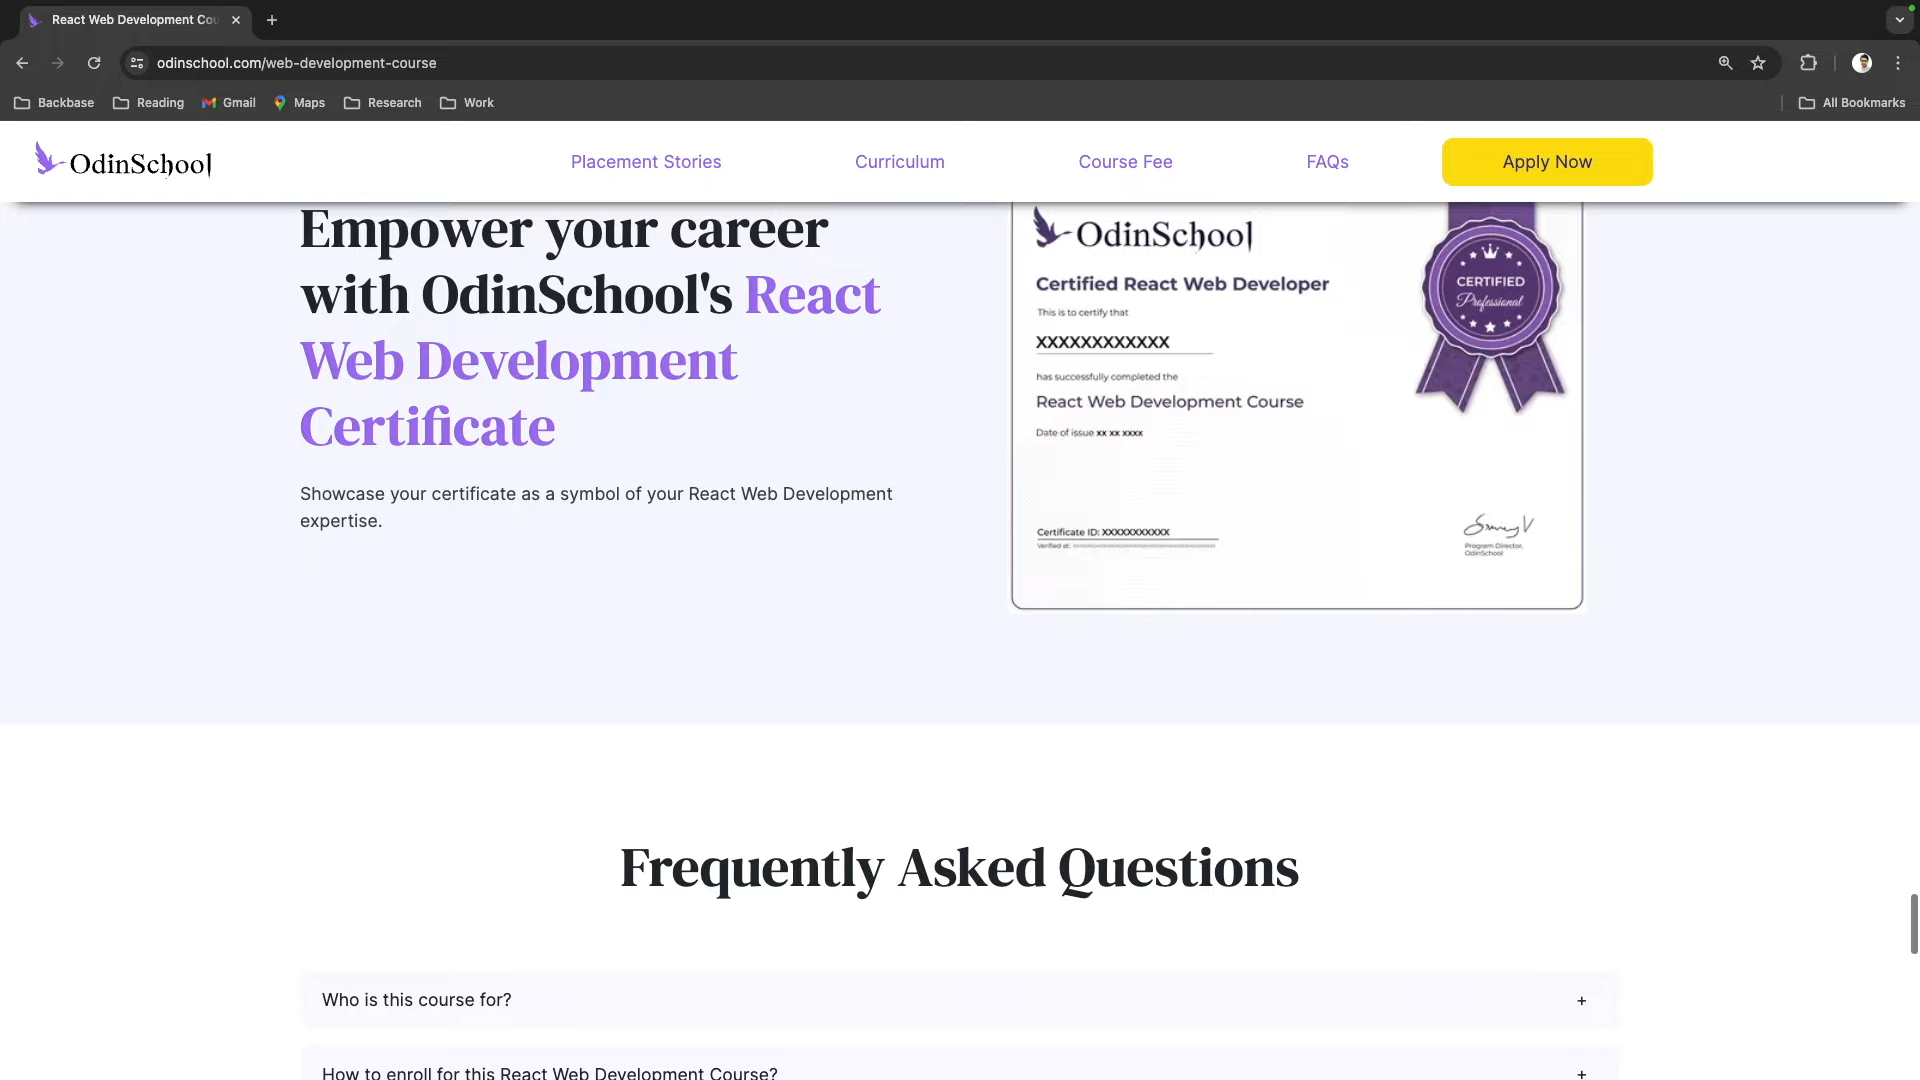 React Web Development Cou
odinschool.com/web-development-course
Backbase
Reading
Gmail
Maps
Research
Work
All Bookmarks
OdinSchool
Placement Stories
Curriculum
Course Fee
FAQs
Apply Now
Empower your career
with OdinSchool's React
Web Development
Certificate
Showcase your certificate as a symbol of your React Web Development
expertise.
OdinSchool
Certified React Web Developer
This is to certify that
XXXXXXXXXXXX
has successfully completed the
React Web Development Course
Date of issue xx xx xxxx
CERTIFIED
Professional
Certificate ID: XXXXXXXXXXX
Verified at:
Program Director,
OdinSchool
Frequently Asked Questions
Who is this course for?
+
How to enroll for this React Web Development Course?
+